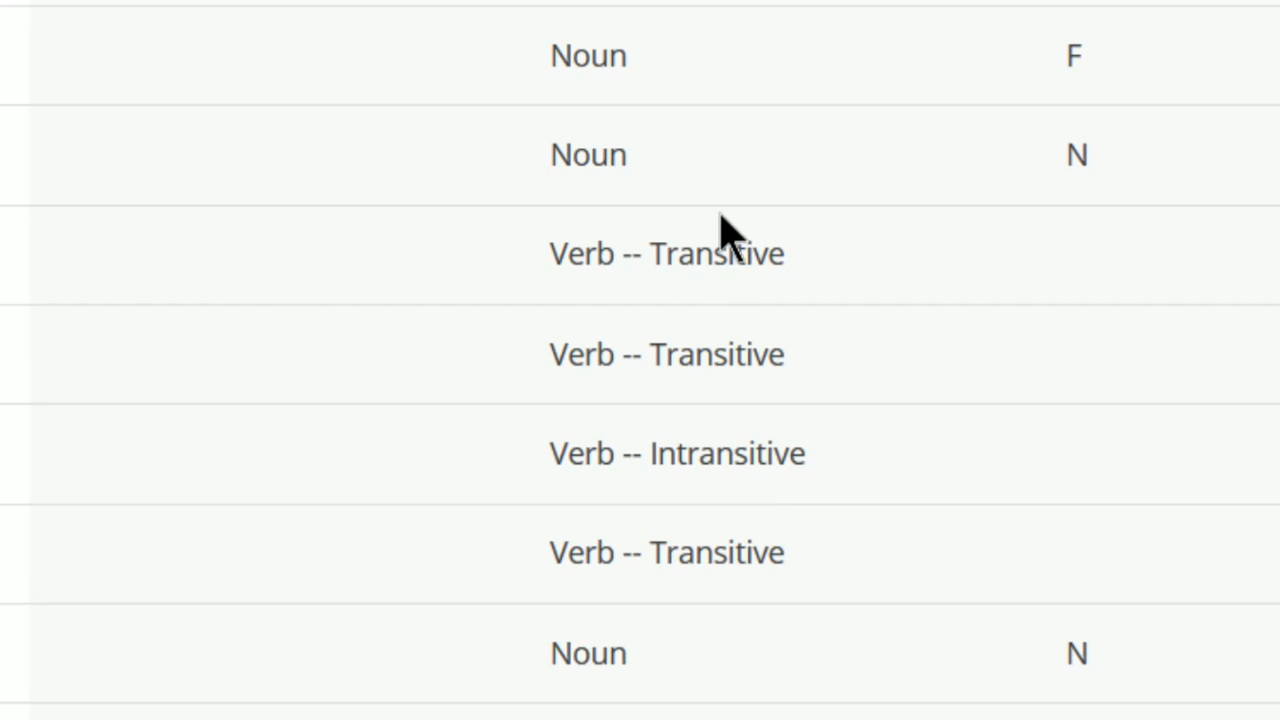 Noun F
Noun N
Verb -- Transitive
Verb -- Transitive
Verb -- Intransitive
Verb -- Transitive
Noun N